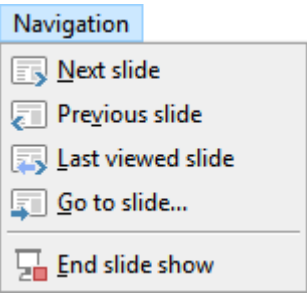 Navigation
Next slide
Previous slide
Last viewed slide
Go to slide...
End slide show